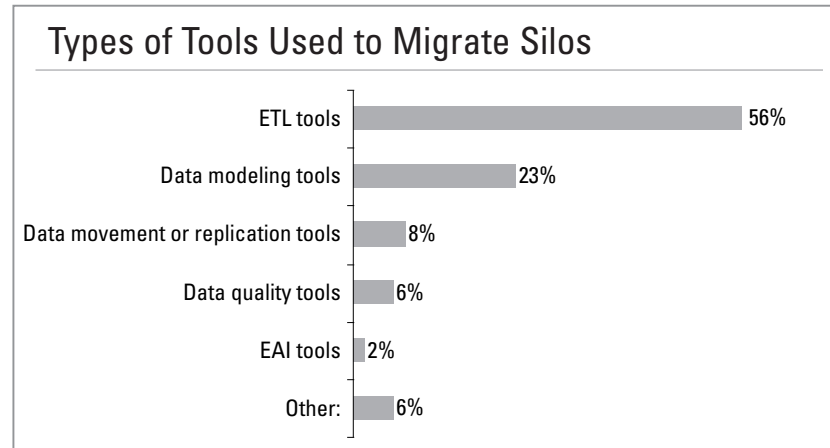 Types of Tools Used to Migrate Silos
ETL tools 56%
Data modeling tools 23%
Data movement or replication tools 8%
Data quality tools 6%
EAI tools 2%
Other: 6%